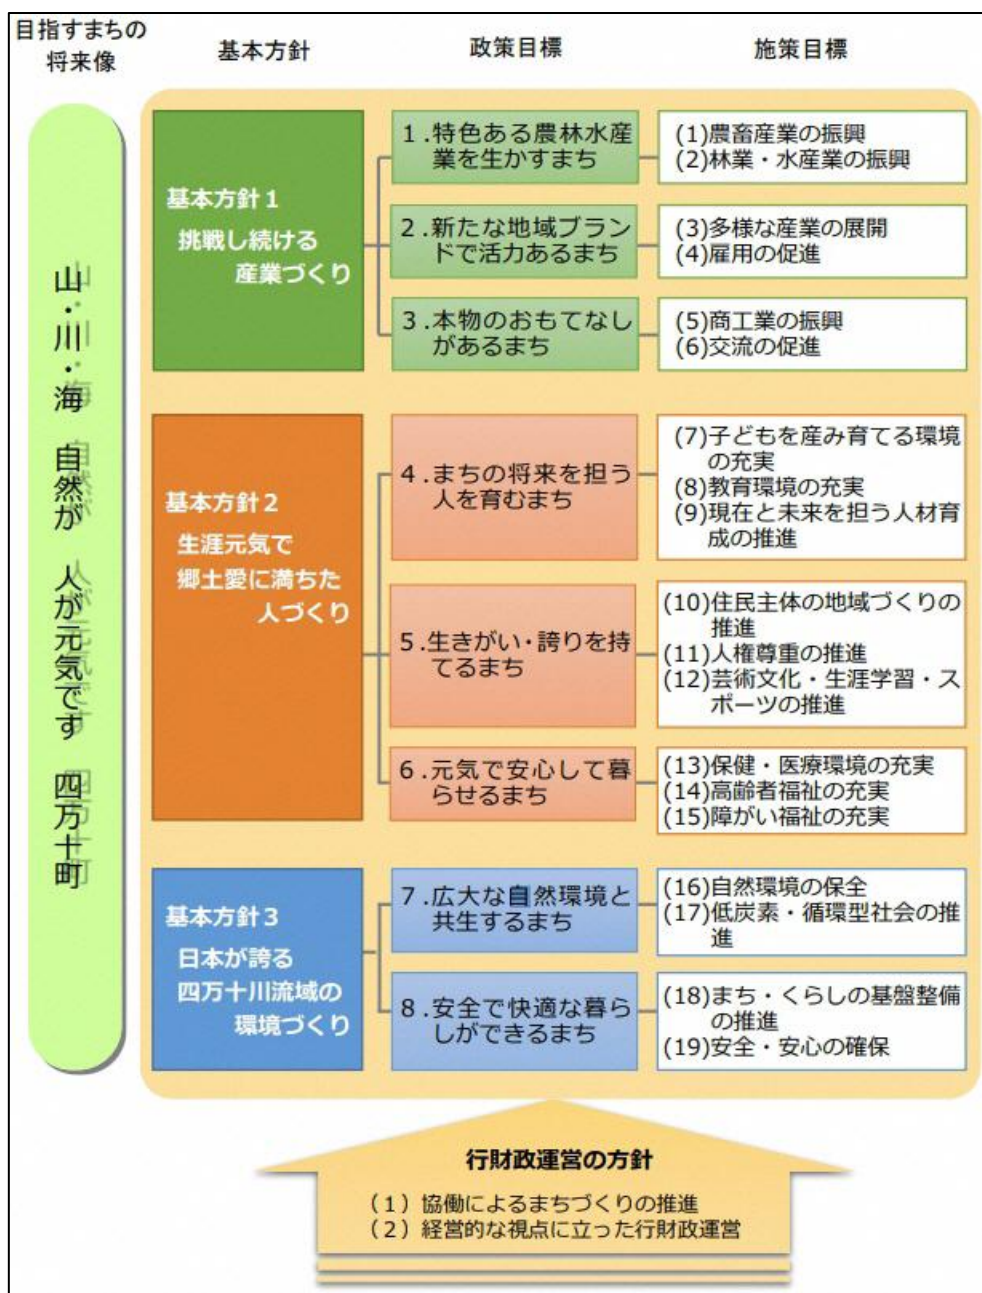 目指すまちの
将来像
基本方針
政策目標
施策目標
山・川・海 自然が 人が元気です 四万十町
基本方針1
挑戦し続ける
産業づくり
1.特色ある農林水産
業を生かすまち
(1)農畜産業の振興
(2)林業・水産業の振興
2.新たな地域ブラン
ドで活力あるまち
(3)多様な産業の展開
(4)雇用の促進
3.本物のおもてなし
があるまち
(5)商工業の振興
(6)交流の促進
基本方針2
生涯元気で
郷土愛に満ちた
人づくり
4.まちの将来を担う
人を育むまち
(7)子どもを産み育てる環境
の充実
(8)教育環境の充実
(9)現在と未来を担う人材育
成の推進
5.生きがい・誇りを持
てるまち
(10)住民主体の地域づくりの
推進
(11)人権尊重の推進
(12)芸術文化・生涯学習・ス
ポーツの推進
6.元気で安心して暮
らせるまち
(13)保健・医療環境の充実
(14)高齢者福祉の充実
(15)障がい福祉の充実
基本方針3
日本が誇る
四万十川流域の
環境づくり
7.広大な自然環境と
共生するまち
(16)自然環境の保全
(17)低炭素・循環型社会の推
進
8.安全で快適な暮ら
しができるまち
(18)まち・くらしの基盤整備
の推進
(19)安全・安心の確保
行財政運営の方針
(1)協働によるまちづくりの推進
(2)経営的な視点に立った行財政運営